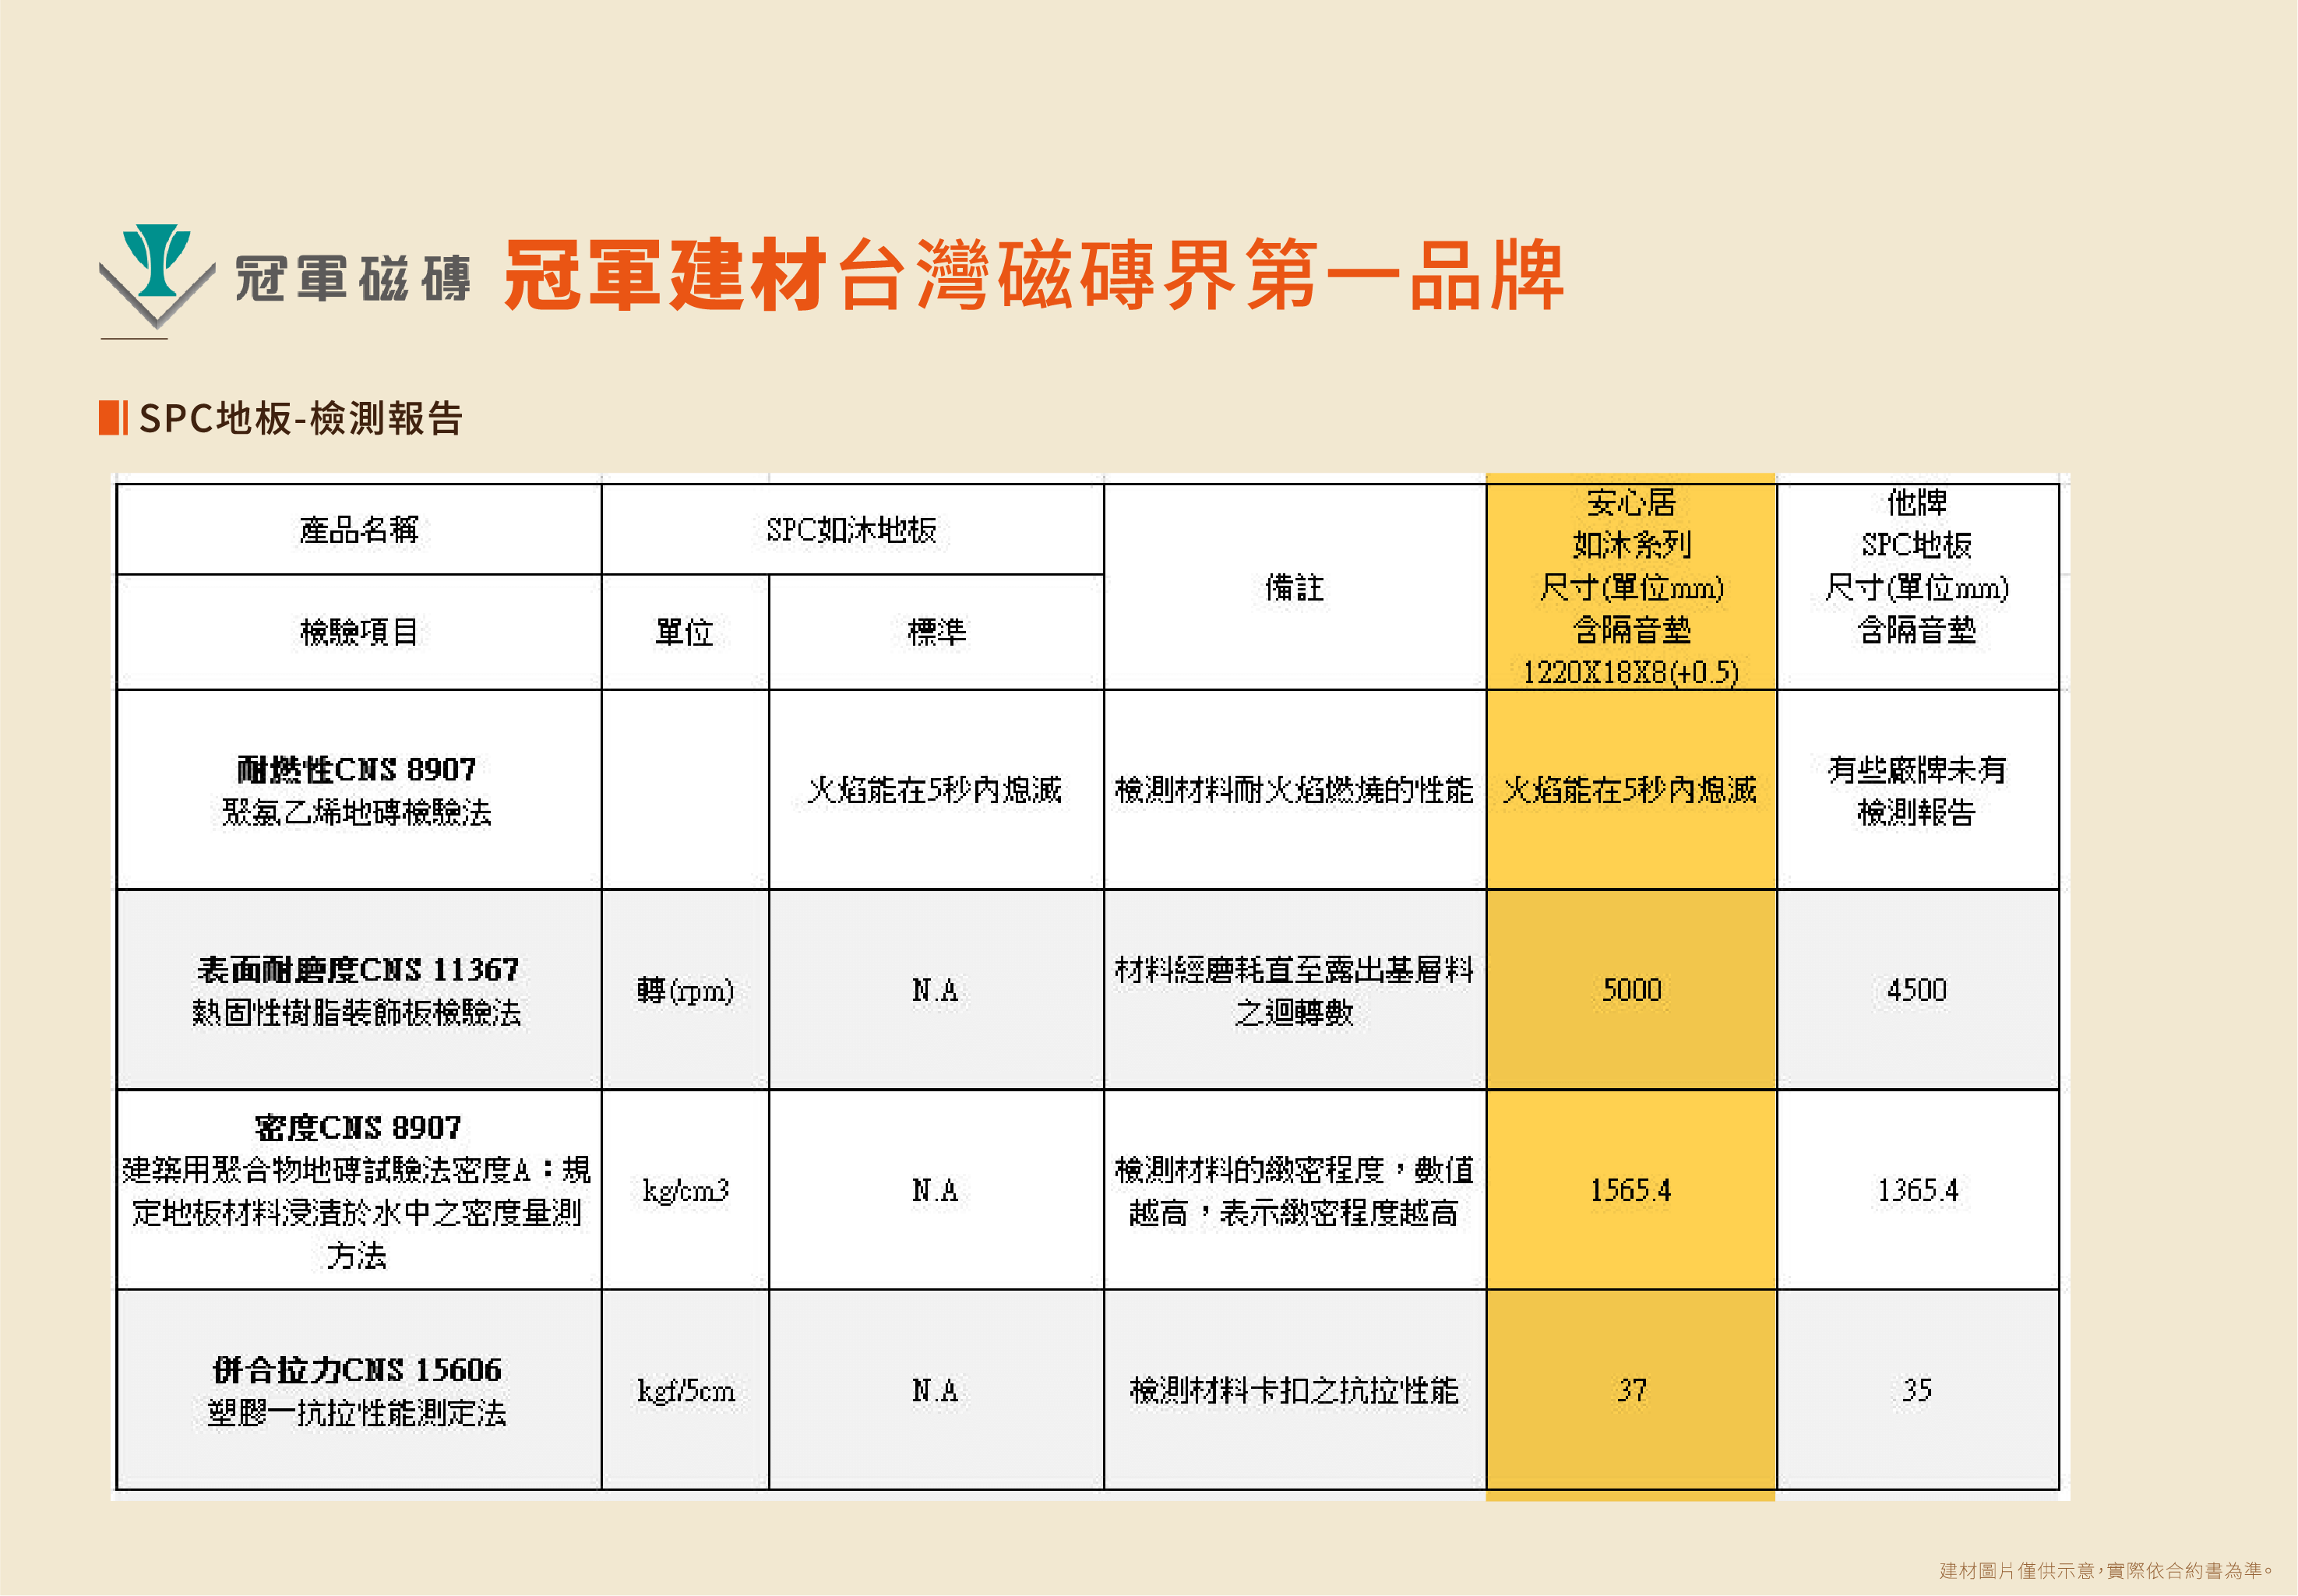 冠軍磁磚 冠軍建材台灣磁磚界第一品牌
SPC地板-檢測報告
產品名稱
SPC如沐地板
備註
安心居
如沐系列
尺寸(單位mm)
含隔音墊
1220X18X8(+0.5)
他牌
SPC地板
尺寸(單位mm)
含隔音墊
檢驗項目
單位
標準
耐燃性CNS 8907
聚氯乙烯地磚檢驗法
火焰能在5秒內熄滅
檢測材料耐火焰燃燒的性能
火焰能在5秒內熄滅
有些廠牌未有
檢測報告
表面耐磨度CNS 11367
熱固性樹脂裝飾板檢驗法
轉(rpm)
N.A
材料經磨耗直至露出基層料
之迴轉數
5000
4500
密度CNS 8907
建築用聚合物地磚試驗法密度A：規
定地板材料浸漬於水中之密度量測
方法
kg/cm3
N.A
檢測材料的緻密程度，數值
越高，表示緻密程度越高
1565.4
1365.4
併合拉力CNS 15606
塑膠一抗拉性能測定法
kgf/5cm
N.A
檢測材料卡扣之抗拉性能
37
35
建材圖片僅供示意，實際依合約書為準。